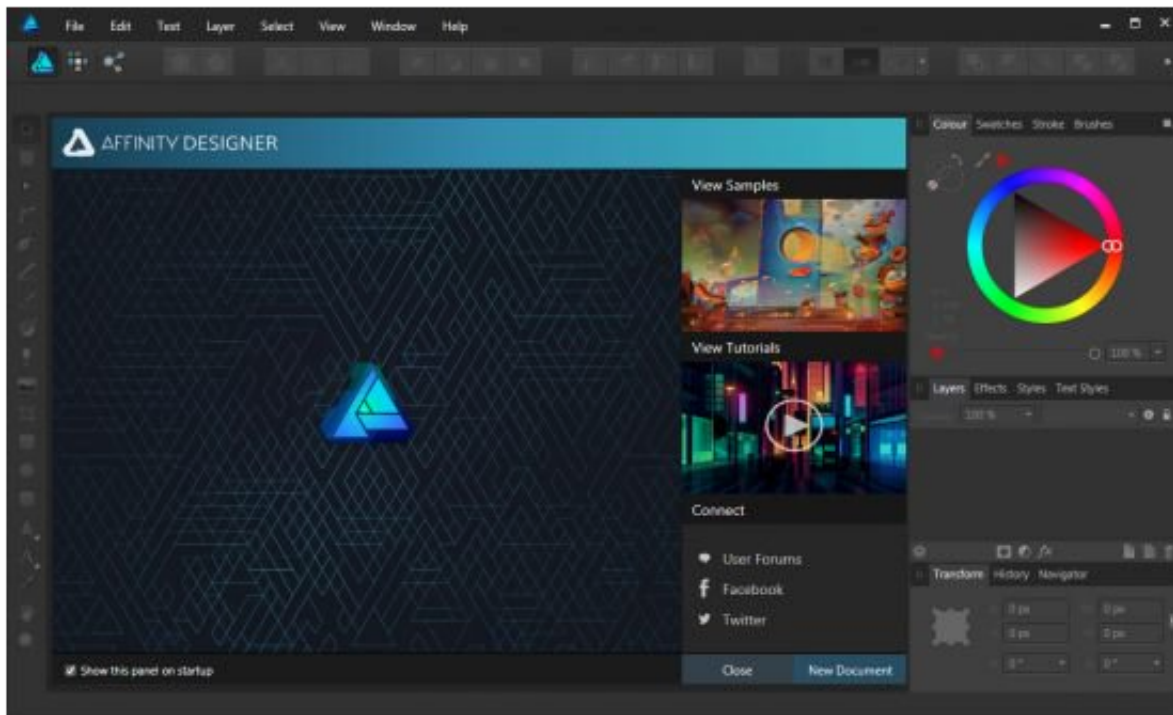 File Edit Text Layer Select View Window Help
AFFINITY DESIGNER
View Samples
View Tutorials
Connect
User Forums
Facebook
Twitter
Show this panel on startup
Close New Document
Colour Swatches Stroke Brushes
100 %
Layers Effects Styles Text Styles
100 %
fx
Transform History Navigator
0 px 0 px
0 px 0 px
0 ° 0 °